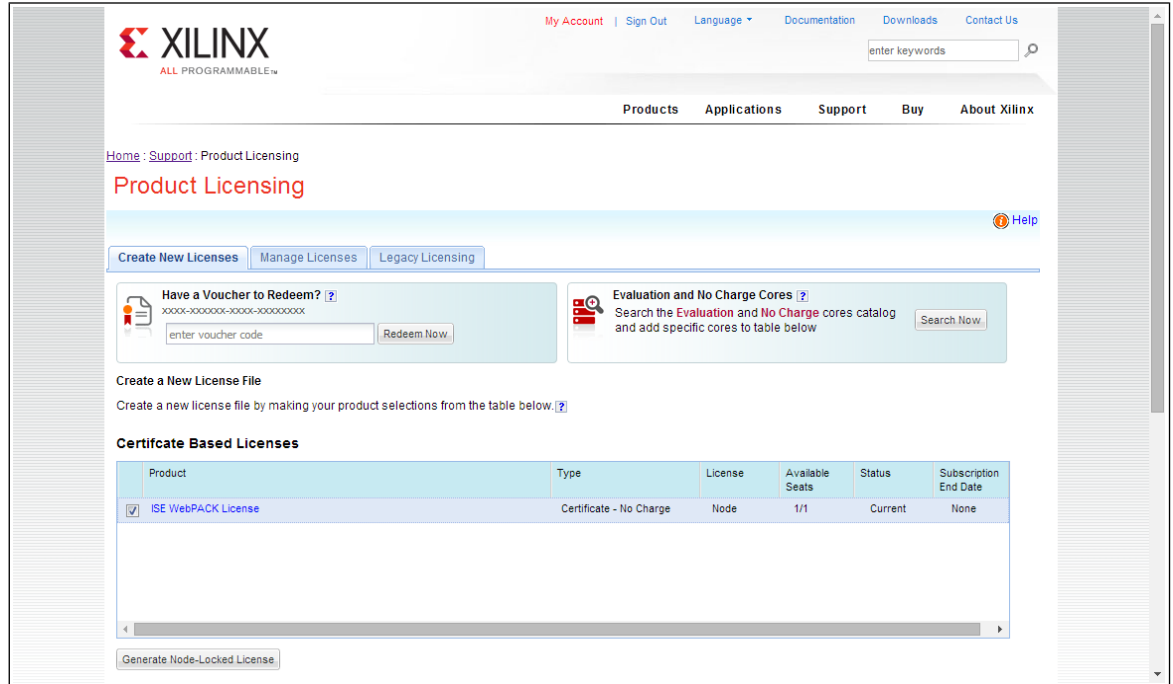 My Account | Sign Out Language Documentation Downloads Contact Us
XILINX
ALL PROGRAMMABLE™
enter keywords
Products Applications Support Buy About Xilinx
Home : Support : Product Licensing
Product Licensing
Help
Create New Licenses Manage Licenses Legacy Licensing
Have a Voucher to Redeem? ?
XXXX-XXXXXX-XXXX-XXXXXXXX
enter voucher code Redeem Now
Evaluation and No Charge Cores ?
Search the Evaluation and No Charge cores catalog
and add specific cores to table below
Search Now
Create a New License File
Create a new license file by making your product selections from the table below. ?
Certifcate Based Licenses
Product Type License Available Seats Status Subscription End Date
ISE WebPACK License Certificate - No Charge Node 1/1 Current None
Generate Node-Locked License